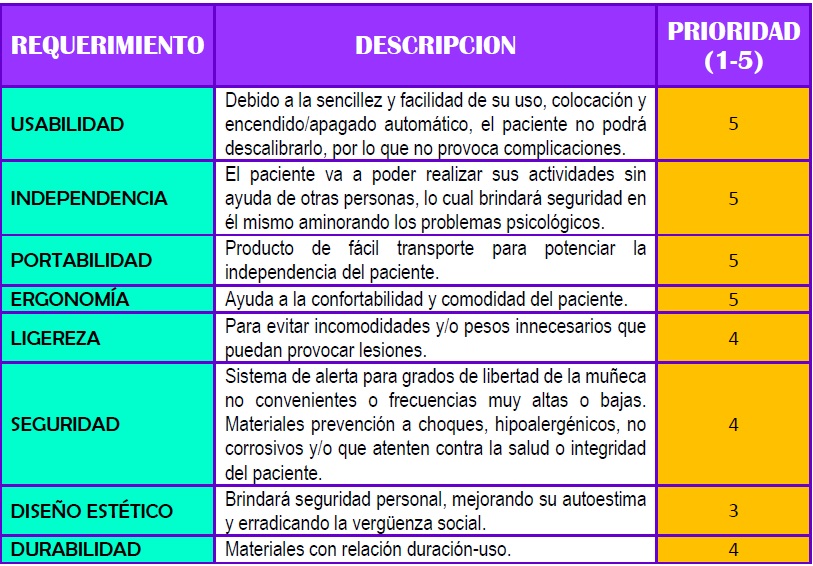 REQUERIMIENTO DESCRIPCION PRIORIDAD
(1-5)
USABILIDAD
Debido a la sencillez y facilidad de su uso, colocación y
encendido/apagado automático, el paciente no podrá
descalibrarlo, por lo que no provoca complicaciones.
5
INDEPENDENCIA
El paciente va a poder realizar sus actividades sin
ayuda de otras personas, lo cual brindará seguridad en
él mismo aminorando los problemas psicológicos.
5
PORTABILIDAD
Producto de fácil transporte para potenciar la
independencia del paciente.
5
ERGONOMÍA
Ayuda a la confortabilidad y comodidad del paciente.
5
LIGEREZA
Para evitar incomodidades y/o pesos innecesarios que
puedan provocar lesiones.
4
SEGURIDAD
Sistema de alerta para grados de libertad de la muñeca
no convenientes o frecuencias muy altas o bajas.
Materiales prevención a choques, hipoalergénicos, no
corrosivos y/o que atenten contra la salud o integridad
del paciente.
4
DISEÑO ESTÉTICO
Brindará seguridad personal, mejorando su autoestima
y erradicando la vergüenza social.
3
DURABILIDAD
Materiales con relación duración-uso.
4